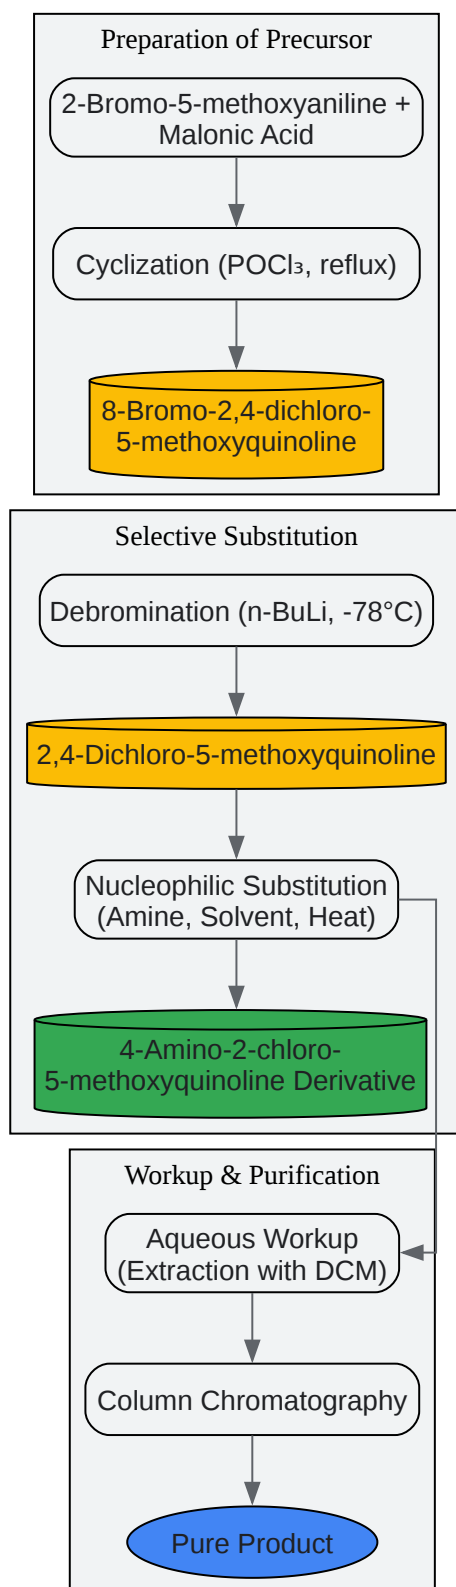 Preparation of Precursor
2-Bromo-5-methoxyaniline +
Malonic Acid
Cyclization (POCl₃, reflux)
8-Bromo-2,4-dichloro-
5-methoxyquinoline
Selective Substitution
Debromination (n-BuLi, -78°C)
2,4-Dichloro-5-methoxyquinoline
Nucleophilic Substitution
(Amine, Solvent, Heat)
4-Amino-2-chloro-
5-methoxyquinoline Derivative
Workup & Purification
Aqueous Workup
(Extraction with DCM)
Column Chromatography
Pure Product